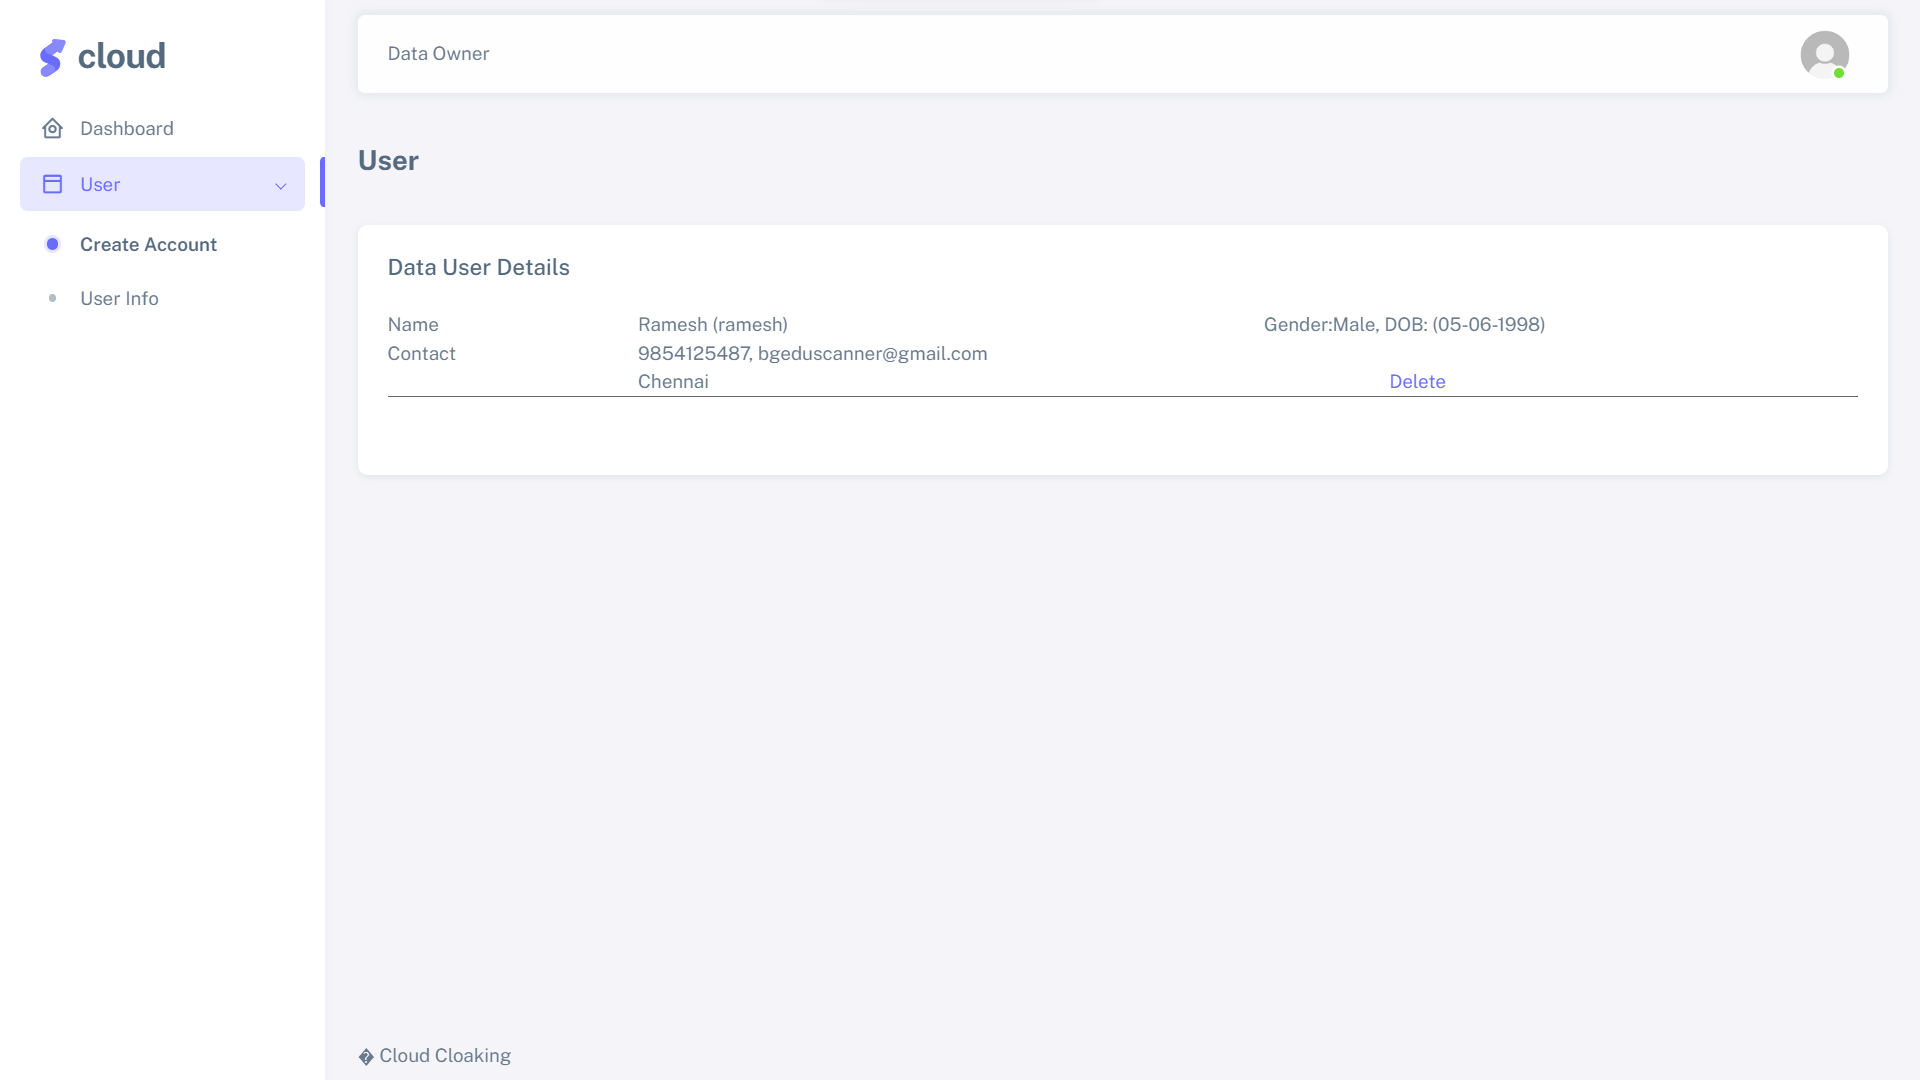 cloud
Dashboard
User
Create Account
User Info
Data Owner
User
Data User Details
Name Ramesh (ramesh) Gender:Male, DOB: (05-06-1998)
Contact 9854125487, bgeduscanner@gmail.com
Chennai Delete
� Cloud Cloaking